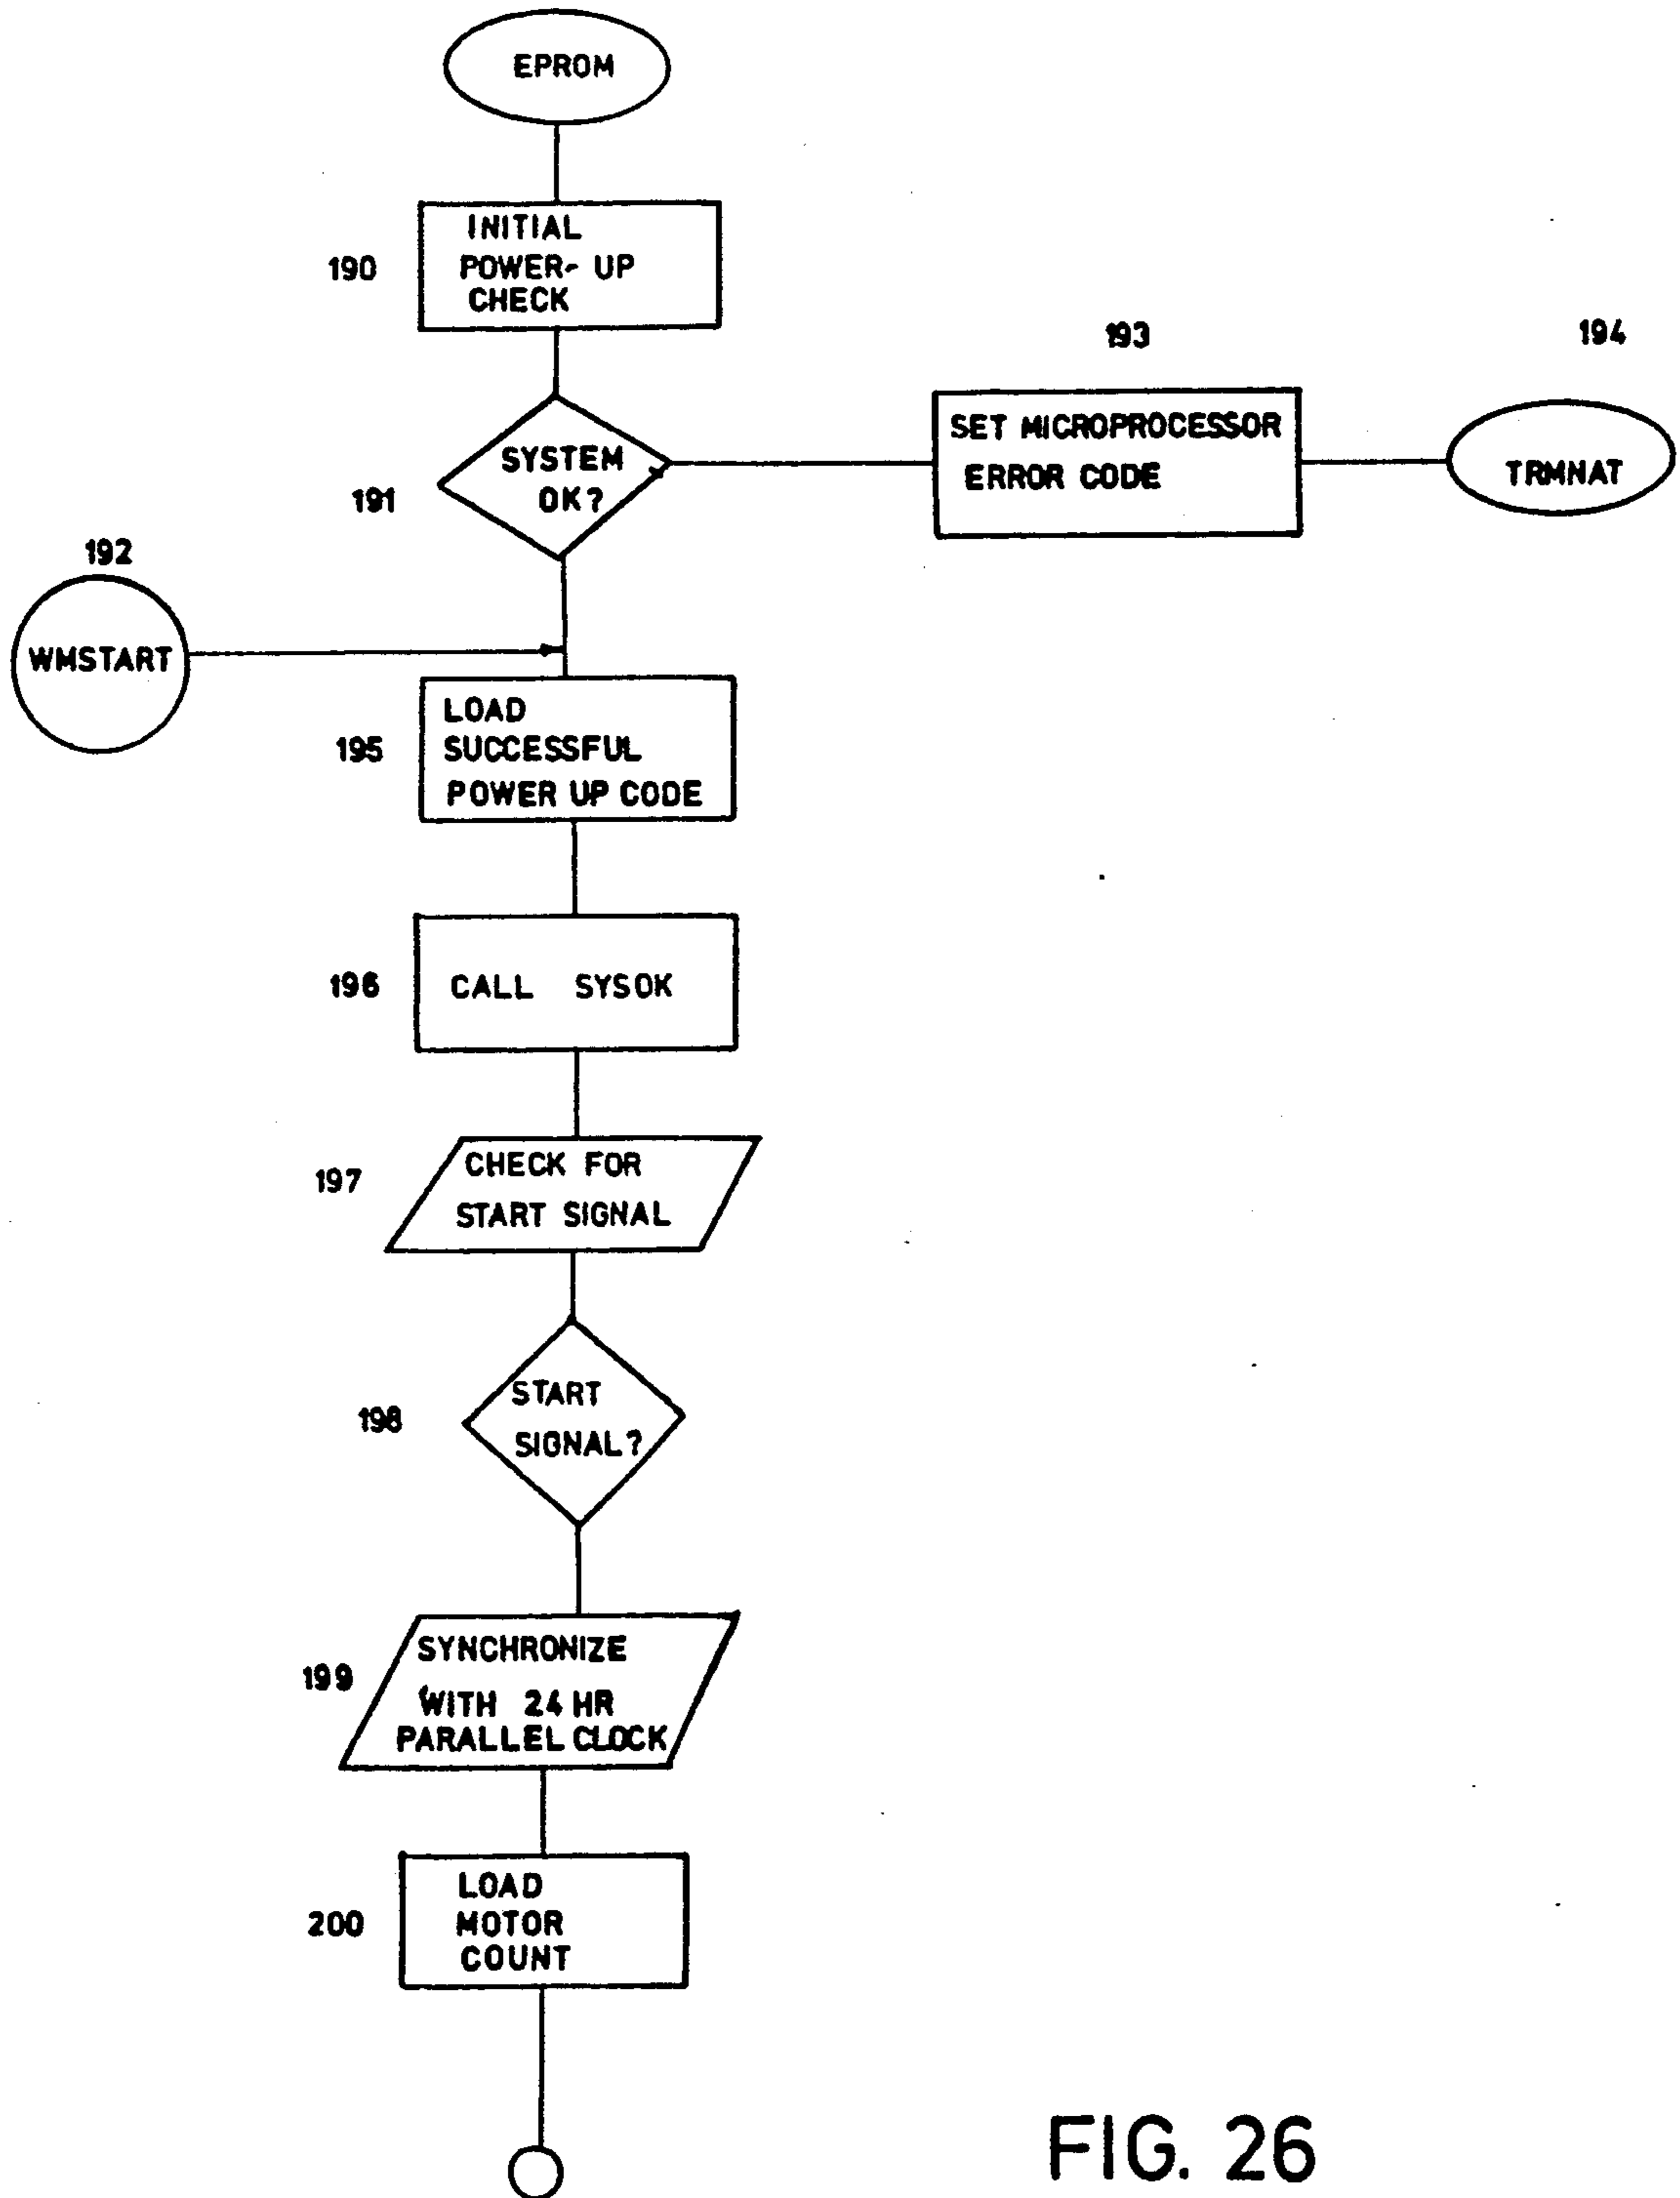 EPROM
INITIAL
POWER- UP
CHECK
190
193
194
SYSTEM
OK?
191
SET MICROPROCESSOR
ERROR CODE
TRMNAT
192
WMSTART
LOAD
SUCCESSFUL
POWER UP CODE
195
196
CALL SYSOK
197
CHECK FOR
START SIGNAL
198
START
SIGNAL?
199
SYNCHRONIZE
WITH 24 HR
PARALLEL CLOCK
200
LOAD
MOTOR
COUNT
FIG. 26